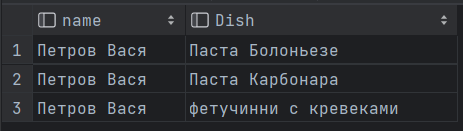 name Dish
1 Петров Вася Паста Болоньезе
2 Петров Вася Паста Карбонара
3 Петров Вася фетучинни с кревеками